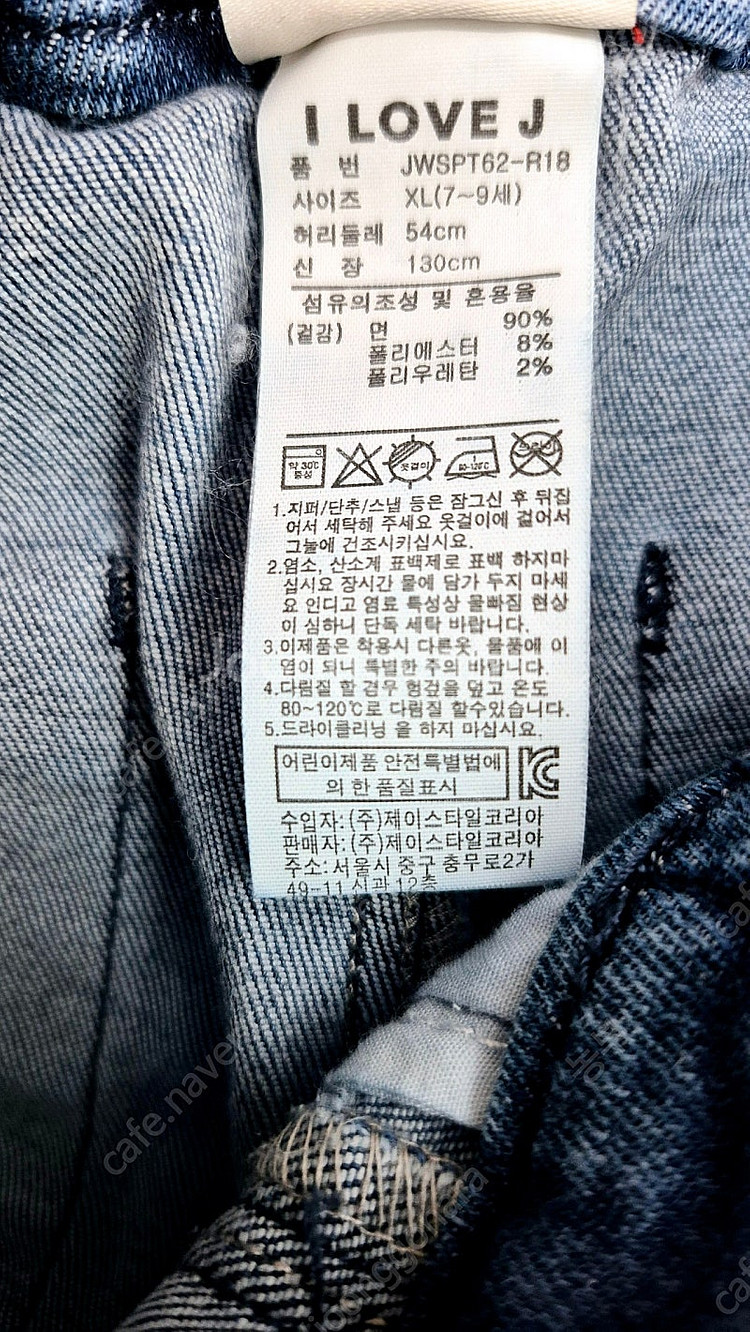 I LOVE J
품 번 JWSPT62-R18
사이즈 XL(7~9세)
허리둘레 54cm
신 장 130cm
섬유의조성 및 혼용율
(겉감) 면 90%
폴리에스터 8%
폴리우레탄 2%
약 30℃ 중성 옷걸이 80~120℃ 드라이
1.지퍼/단추/스냅 등은 잠그신 후 뒤집
어서 세탁해 주세요 옷걸이에 걸어서
그늘에 건조시키십시요.
2.염소, 산소계 표백제로 표백 하지마
십시요 장시간 물에 담가 두지 마세
요 인디고 염료 특성상 물빠짐 현상
이 심하니 단독 세탁 바랍니다.
3.이제품은 착용시 다른옷, 물품에 이
염이 되니 특별한 주의 바랍니다.
4.다림질 할 경우 헝겊을 덮고 온도
80~120℃로 다림질 할수있습니다.
5.드라이클리닝 을 하지 마십시요.
어린이제품 안전특별법에
의 한 품질표시
수입자:(주)제이스타일코리아
판매자:(주)제이스타일코리아
주소:서울시 중구 충무로2가
49-11 신관 12층
cafe.nave